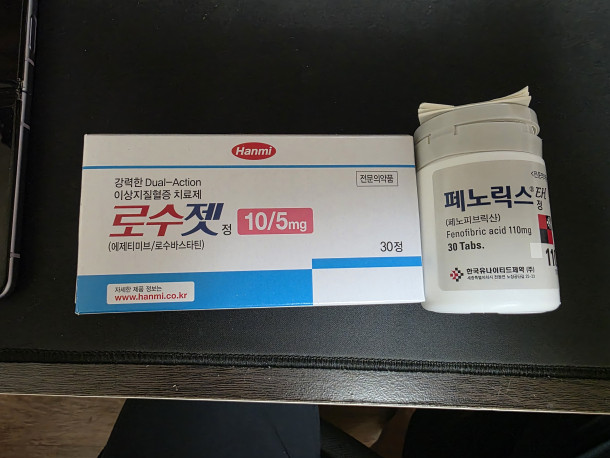 Hanmi
강력한 Dual-Action
이상지질혈증 치료제
전문의약품
로수젯정 10/5mg
(에제티미브/로수바스타틴)
30정
자세한 제품 정보는
www.hanmi.co.kr
페노릭스
정
(페노피브릭산)
Fenofibric acid 110mg
30 Tabs.
한국유나이티드제약(주)